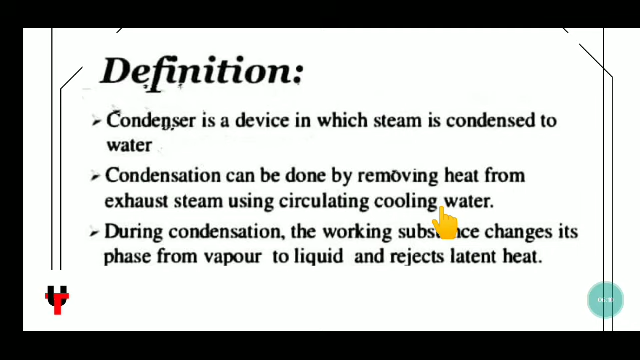 Definition:
➢ Condenser is a device in which steam is condensed to
water
➢ Condensation can be done by removing heat from
exhaust steam using circulating cooling water.
➢ During condensation, the working substance changes its
phase from vapour to liquid and rejects latent heat.